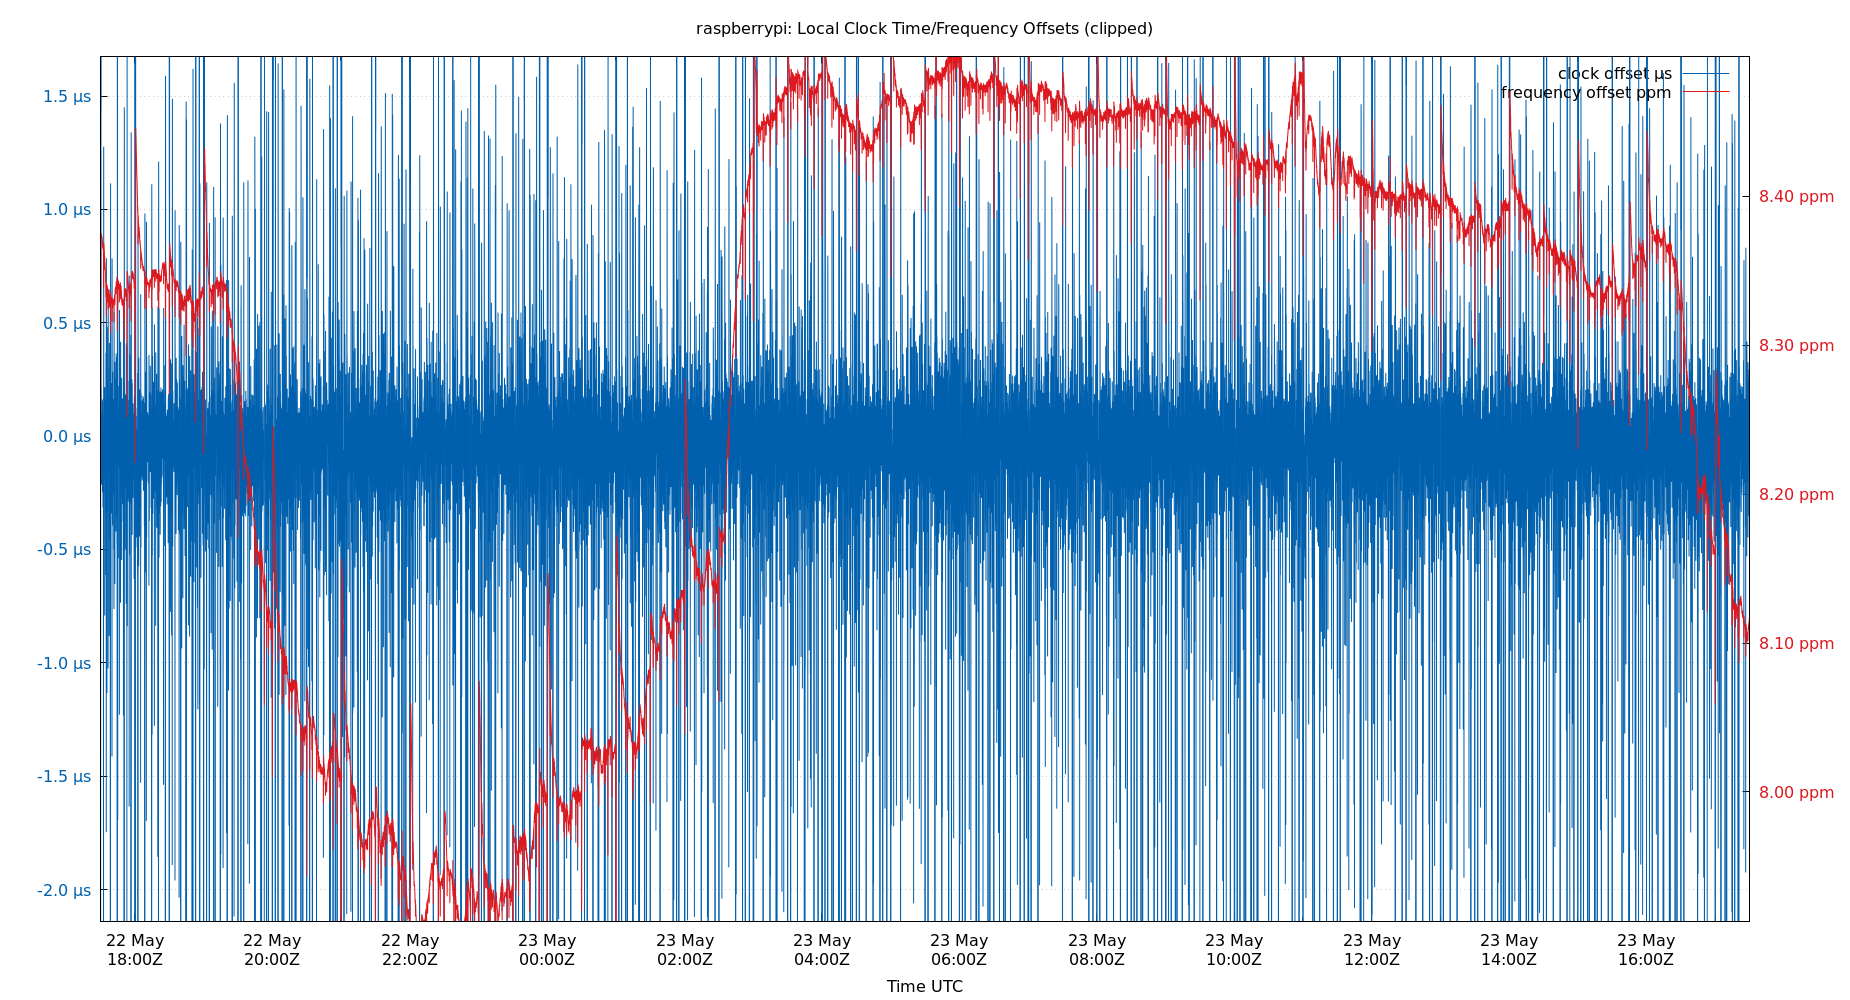 raspberrypi: Local Clock Time/Frequency Offsets (clipped)
clock offset µs
frequency offset ppm
1.5 µs
1.0 µs
0.5 µs
0.0 µs
-0.5 µs
-1.0 µs
-1.5 µs
-2.0 µs
8.40 ppm
8.30 ppm
8.20 ppm
8.10 ppm
8.00 ppm
22 May 22 May 22 May 23 May 23 May 23 May 23 May 23 May 23 May 23 May 23 May 23 May
18:00Z 20:00Z 22:00Z 00:00Z 02:00Z 04:00Z 06:00Z 08:00Z 10:00Z 12:00Z 14:00Z 16:00Z
Time UTC